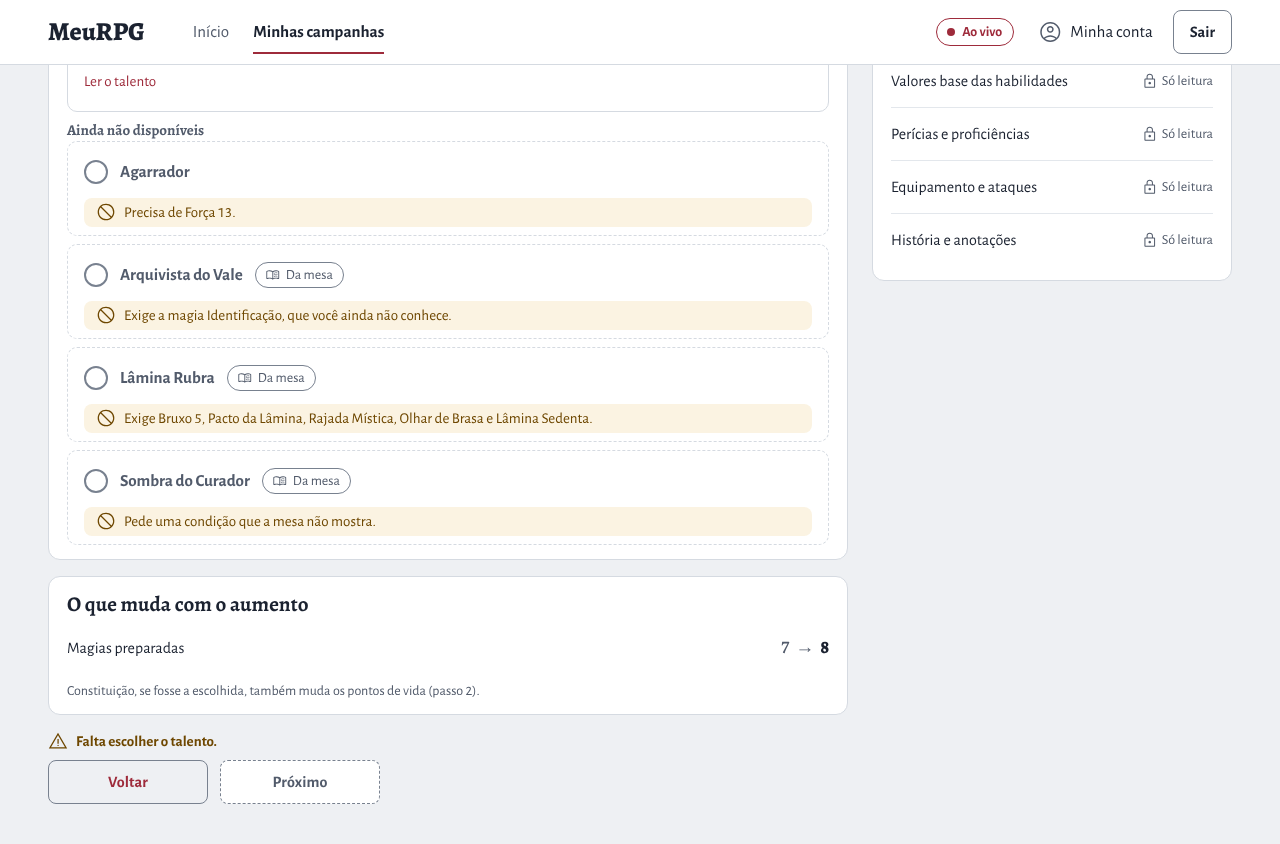 MeuRPG
Início
Minhas campanhas
Ao vivo
Minha conta
Sair
Ler o talento
Ainda não disponíveis
Agarrador
Precisa de Força 13.
Arquivista do Vale
Da mesa
Exige a magia Identificação, que você ainda não conhece.
Lâmina Rubra
Da mesa
Exige Bruxo 5, Pacto da Lâmina, Rajada Mística, Olhar de Brasa e Lâmina Sedenta.
Sombra do Curador
Da mesa
Pede uma condição que a mesa não mostra.
O que muda com o aumento
Magias preparadas
7 → 8
Constituição, se fosse a escolhida, também muda os pontos de vida (passo 2).
Falta escolher o talento.
Voltar
Próximo
Valores base das habilidades
Só leitura
Perícias e proficiências
Só leitura
Equipamento e ataques
Só leitura
História e anotações
Só leitura